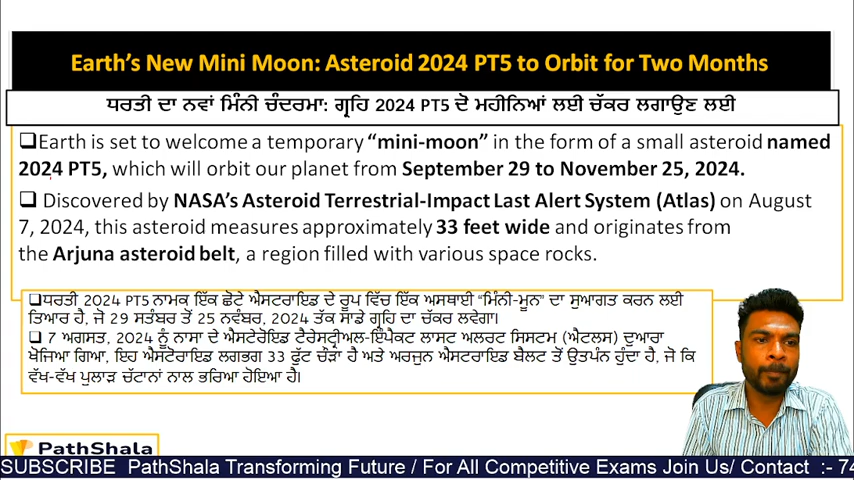 Earth's New Mini Moon: Asteroid 2024 PT5 to Orbit for Two Months
ਧਰਤੀ ਦਾ ਨਵਾਂ ਮਿੰਨੀ ਚੰਦਰਮਾ: ਗ੍ਰਹਿ 2024 PT5 ਦੋ ਮਹੀਨਿਆਂ ਲਈ ਚੱਕਰ ਲਗਾਉਣ ਲਈ
❑Earth is set to welcome a temporary “mini-moon” in the form of a small asteroid named
2024 PT5, which will orbit our planet from September 29 to November 25, 2024.
❑ Discovered by NASA's Asteroid Terrestrial-Impact Last Alert System (Atlas) on August
7, 2024, this asteroid measures approximately 33 feet wide and originates from
the Arjuna asteroid belt, a region filled with various space rocks.
❑ਧਰਤੀ 2024 PT5 ਨਾਮਕ ਇੱਕ ਛੋਟੇ ਐਸਟਰਾਇਡ ਦੇ ਰੂਪ ਵਿੱਚ ਇੱਕ ਅਸਥਾਈ “ਮਿੰਨੀ-ਮੂਨ” ਦਾ ਸੁਆਗਤ ਕਰਨ ਲਈ
ਤਿਆਰ ਹੈ, ਜੋ 29 ਸਤੰਬਰ ਤੋਂ 25 ਨਵੰਬਰ, 2024 ਤੱਕ ਸਾਡੇ ਗ੍ਰਹਿ ਦਾ ਚੱਕਰ ਲਵੇਗਾ।
❑ 7 ਅਗਸਤ, 2024 ਨੂੰ ਨਾਸਾ ਦੇ ਐਸਟੇਰੋਇਡ ਟੈਰੇਸਟ੍ਰੀਅਲ-ਇੰਪੈਕਟ ਲਾਸਟ ਅਲਰਟ ਸਿਸਟਮ (ਐਟਲਸ) ਦੁਆਰਾ
ਖੋਜਿਆ ਗਿਆ, ਇਹ ਐਸਟੇਰਾਇਡ ਲਗਭਗ 33 ਫੁੱਟ ਚੌੜਾ ਹੈ ਅਤੇ ਅਰਜੁਨ ਐਸਟਰਾਇਡ ਬੈਲਟ ਤੋਂ ਉਤਪੰਨ ਹੁੰਦਾ ਹੈ, ਜੋ ਕਿ
ਵੱਖ-ਵੱਖ ਪੁਲਾੜ ਚੱਟਾਨਾਂ ਨਾਲ ਭਰਿਆ ਹੋਇਆ ਹੈ।
PathShala
SUBSCRIBE PathShala Transforming Future / For All Competitive Exams Join Us/ Contact :- 74